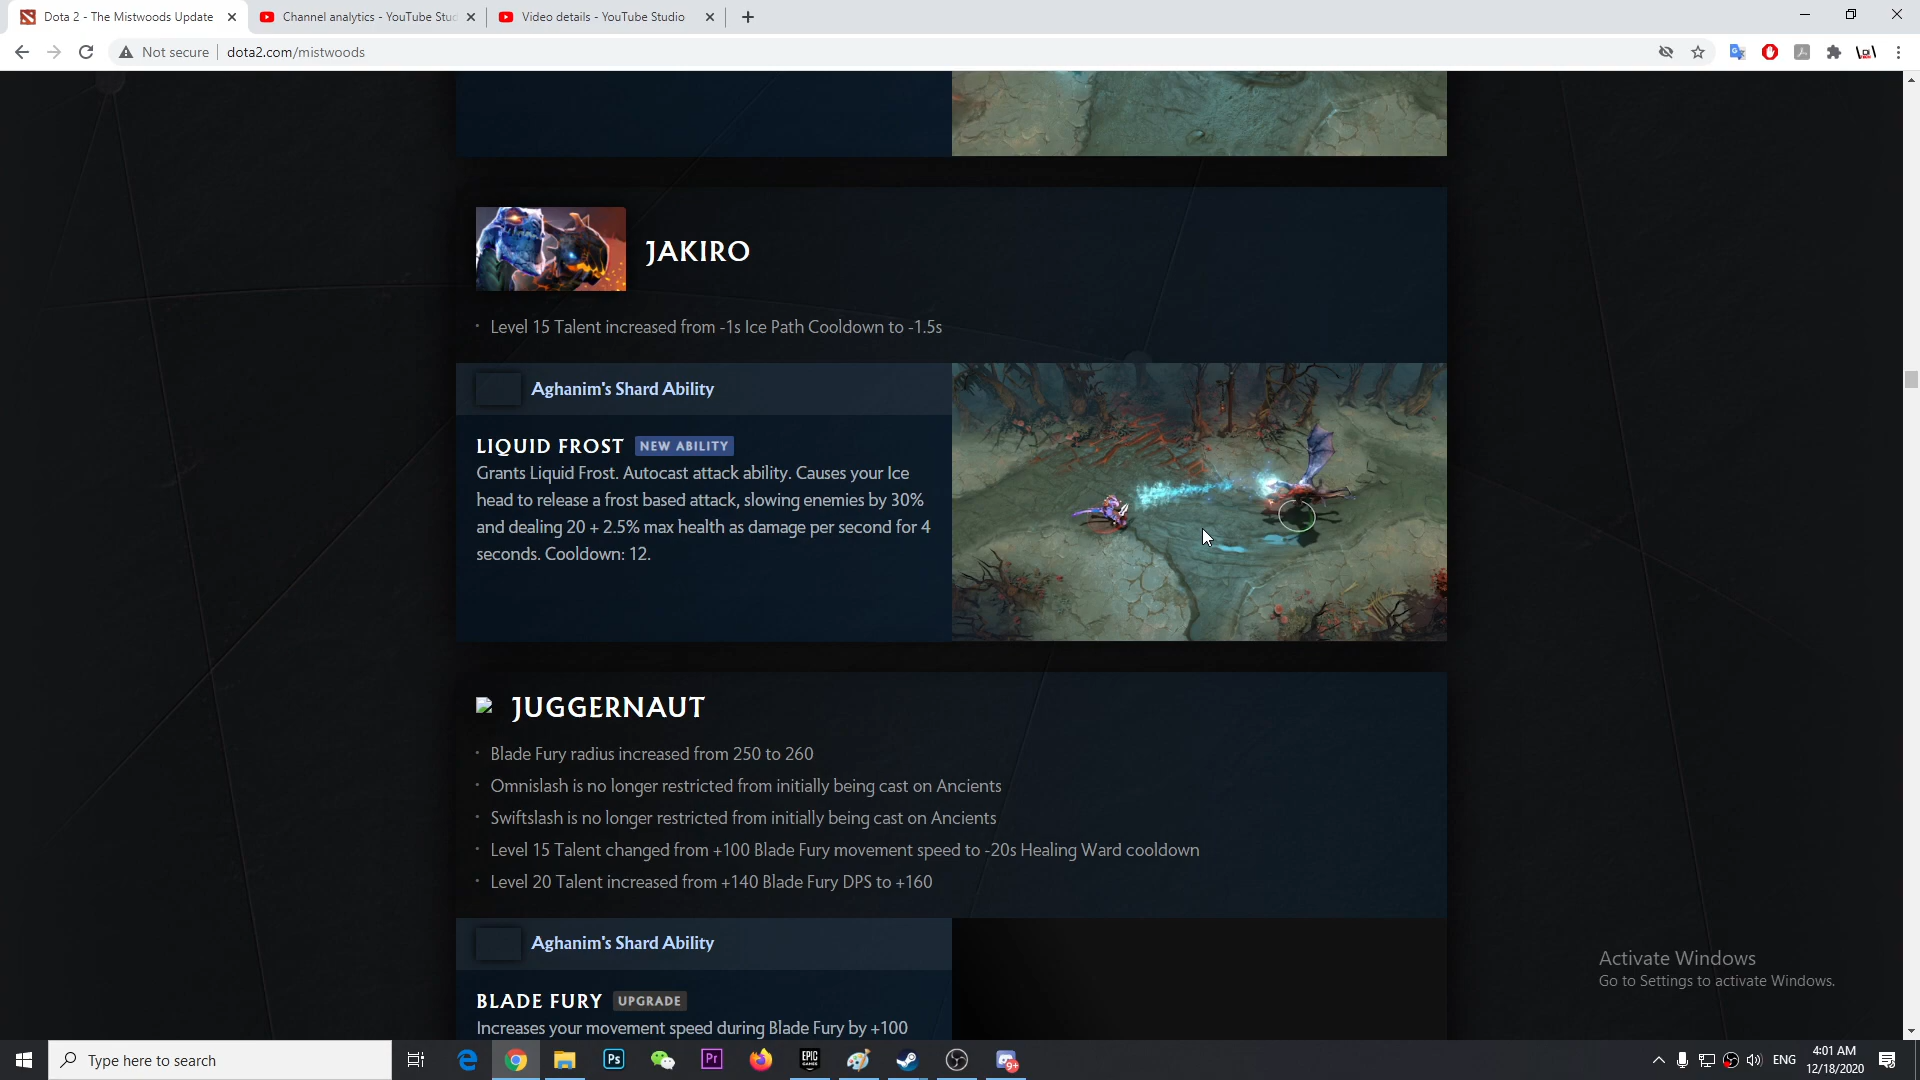 Dota 2 - The Mistwoods Update
Channel analytics - YouTube Stud
Video details - YouTube Studio
Not secure
dota2.com/mistwoods
JAKIRO
· Level 15 Talent increased from -1s Ice Path Cooldown to -1.5s
Aghanim's Shard Ability
LIQUID FROST NEW ABILITY
Grants Liquid Frost. Autocast attack ability. Causes your Ice
head to release a frost based attack, slowing enemies by 30%
and dealing 20 + 2.5% max health as damage per second for 4
seconds. Cooldown: 12.
JUGGERNAUT
· Blade Fury radius increased from 250 to 260
· Omnislash is no longer restricted from initially being cast on Ancients
· Swiftslash is no longer restricted from initially being cast on Ancients
· Level 15 Talent changed from +100 Blade Fury movement speed to -20s Healing Ward cooldown
· Level 20 Talent increased from +140 Blade Fury DPS to +160
Aghanim's Shard Ability
BLADE FURY UPGRADE
Increases your movement speed during Blade Fury by +100
Activate Windows
Go to Settings to activate Windows.
Type here to search
Ps
Pr
EPIC
GAMES
9+
ENG
4:01 AM
12/18/2020